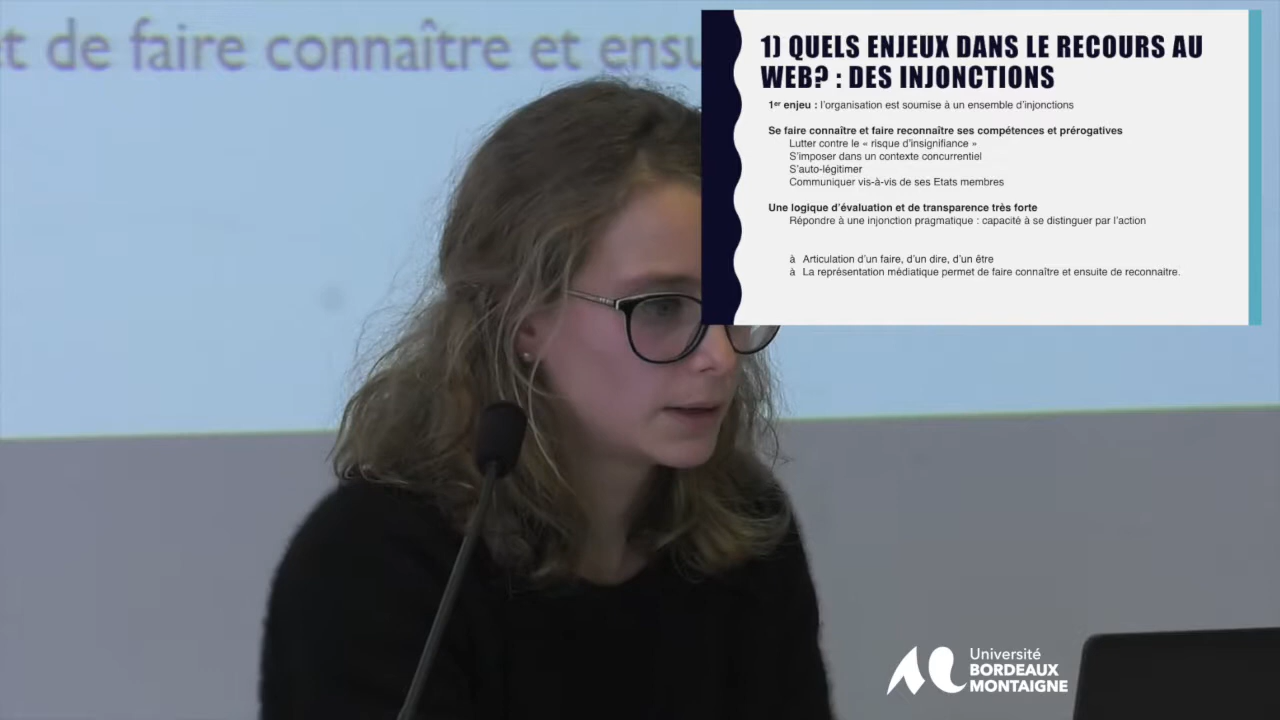 t de faire connaître et ensu
1) QUELS ENJEUX DANS LE RECOURS AU
WEB? : DES INJONCTIONS
1er enjeu : l'organisation est soumise à un ensemble d'injonctions
Se faire connaître et faire reconnaître ses compétences et prérogatives
Lutter contre le « risque d'insignifiance »
S'imposer dans un contexte concurrentiel
S'auto-légitimer
Communiquer vis-à-vis de ses Etats membres
Une logique d'évaluation et de transparence très forte
Répondre à une injonction pragmatique : capacité à se distinguer par l'action
à Articulation d'un faire, d'un dire, d'un être
à La représentation médiatique permet de faire connaître et ensuite de reconnaitre.
Université
BORDEAUX
MONTAIGNE